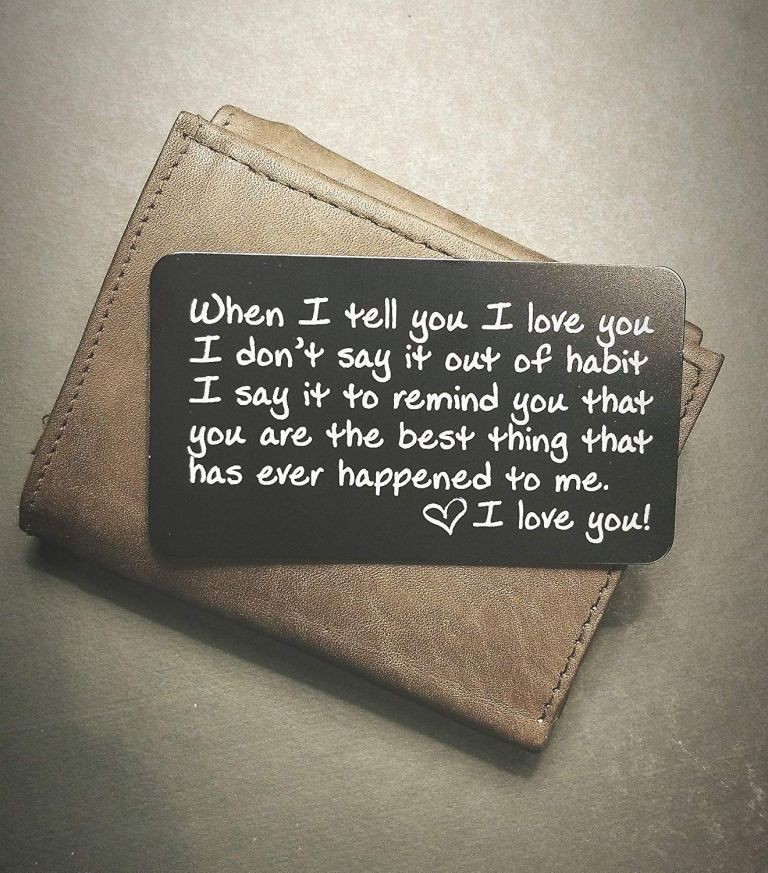 When I tell you I love you
I don't say it out of habit
I say it to remind you that
you are the best thing that
has ever happened to me.
♡ I love you!